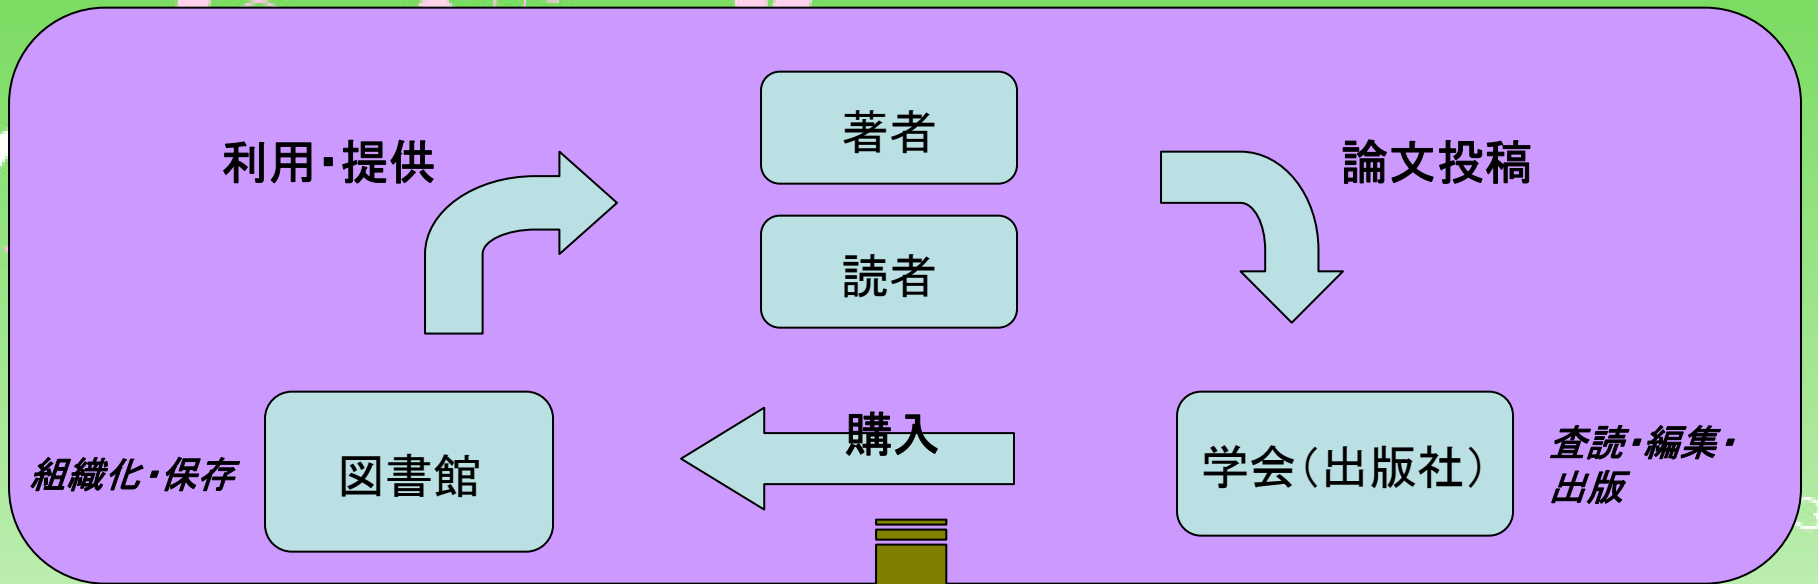 著者
利用・提供
論文投稿
読者
購入
組織化・保存
図書館
学会（出版社）
査読・編集・
出版